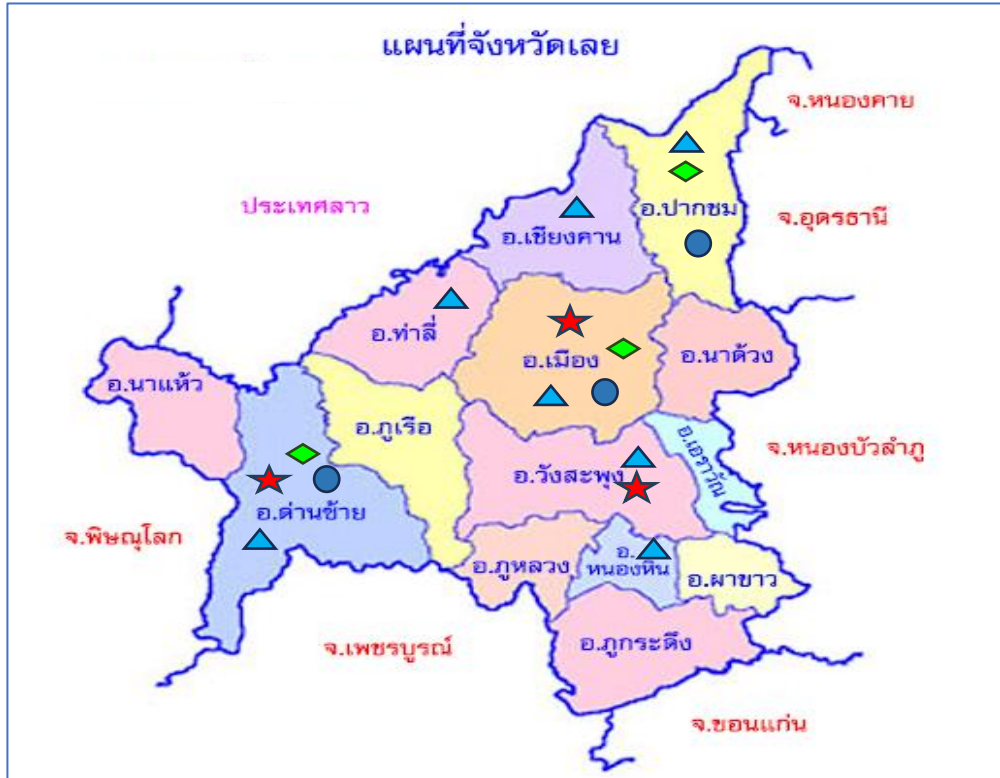 แผนที่จังหวัดเลย
จ.หนองคาย
ประเทศลาว
อ.ปากชม
จ.อุดรธานี
อ.เชียงคาน
อ.ท่าลี่
อ.เมือง
อ.นาด้วง
อ.นาแห้ว
อ.ภูเรือ
อ.เอราวัณ
จ.หนองบัวลำภู
อ.วังสะพุง
อ.ด่านซ้าย
จ.พิษณุโลก
อ.ภูหลวง
อ.
หนองหิน
อ.ผาขาว
จ.เพชรบูรณ์
อ.ภูกระดึง
จ.ขอนแก่น